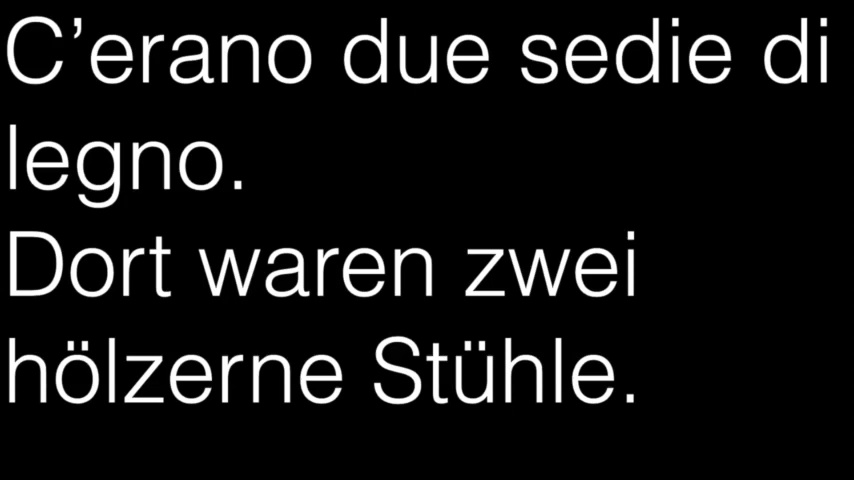 C’erano due sedie di
legno.
Dort waren zwei
hölzerne Stühle.